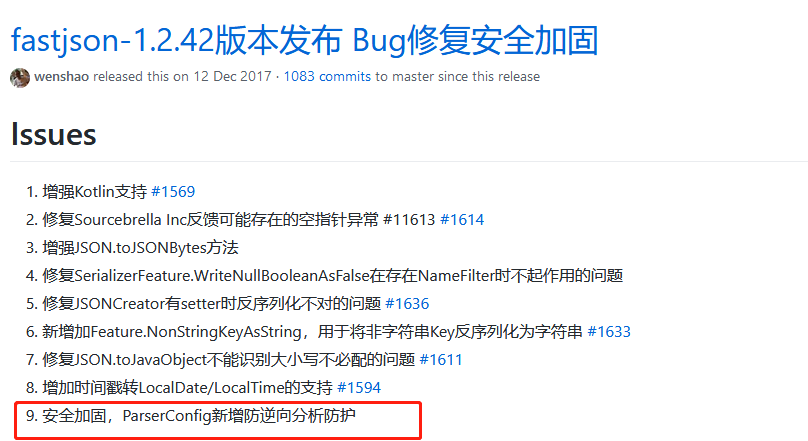 fastjson-1.2.42版本发布 Bug修复安全加固
wenshao released this on 12 Dec 2017 · 1083 commits to master since this release
Issues
1. 增强Kotlin支持 #1569
2. 修复Sourcebrella Inc反馈可能存在的空指针异常 #11613 #1614
3. 增强JSON.toJSONBytes方法
4. 修复SerializerFeature.WriteNullBooleanAsFalse在存在NameFilter时不起作用的问题
5. 修复JSONCreator有setter时反序列化不对的问题 #1636
6. 新增加Feature.NonStringKeyAsString，用于将非字符串Key反序列化为字符串 #1633
7. 修复JSON.toJavaObject不能识别大小写不必配的问题 #1611
8. 增加时间戳转LocalDate/LocalTime的支持 #1594
9. 安全加固，ParserConfig新增防逆向分析防护